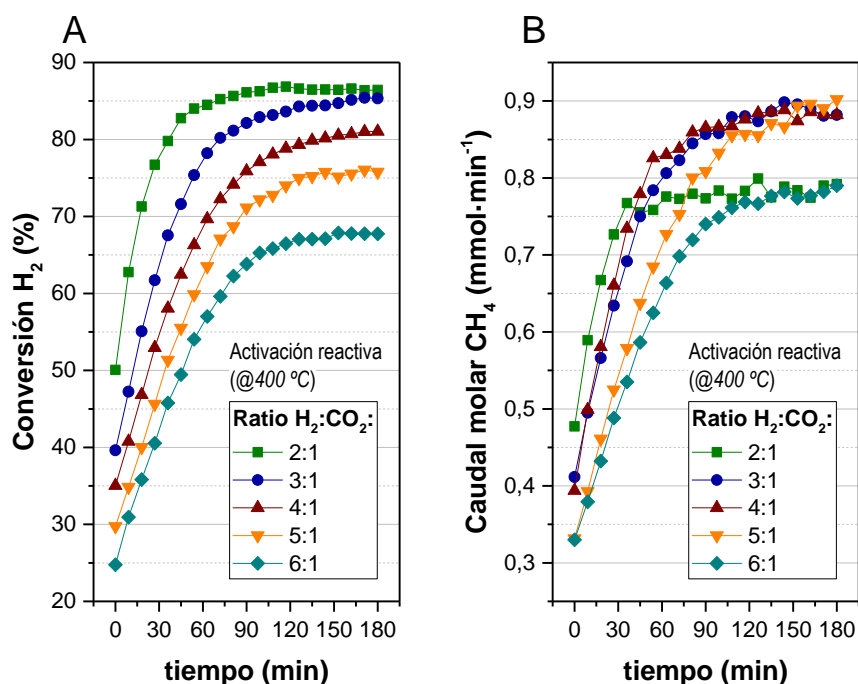 A
Conversión H₂ (%)
90
80
70
60
50
40
30
20
0 30 60 90 120 150 180
tiempo (min)
Activación reactiva
(@400 ºC)
Ratio H₂:CO₂:
2:1
3:1
4:1
5:1
6:1
B
Caudal molar CH₄ (mmol·min⁻¹)
0,9
0,8
0,7
0,6
0,5
0,4
0,3
0 30 60 90 120 150 180
tiempo (min)
Activación reactiva
(@400 ºC)
Ratio H₂:CO₂:
2:1
3:1
4:1
5:1
6:1